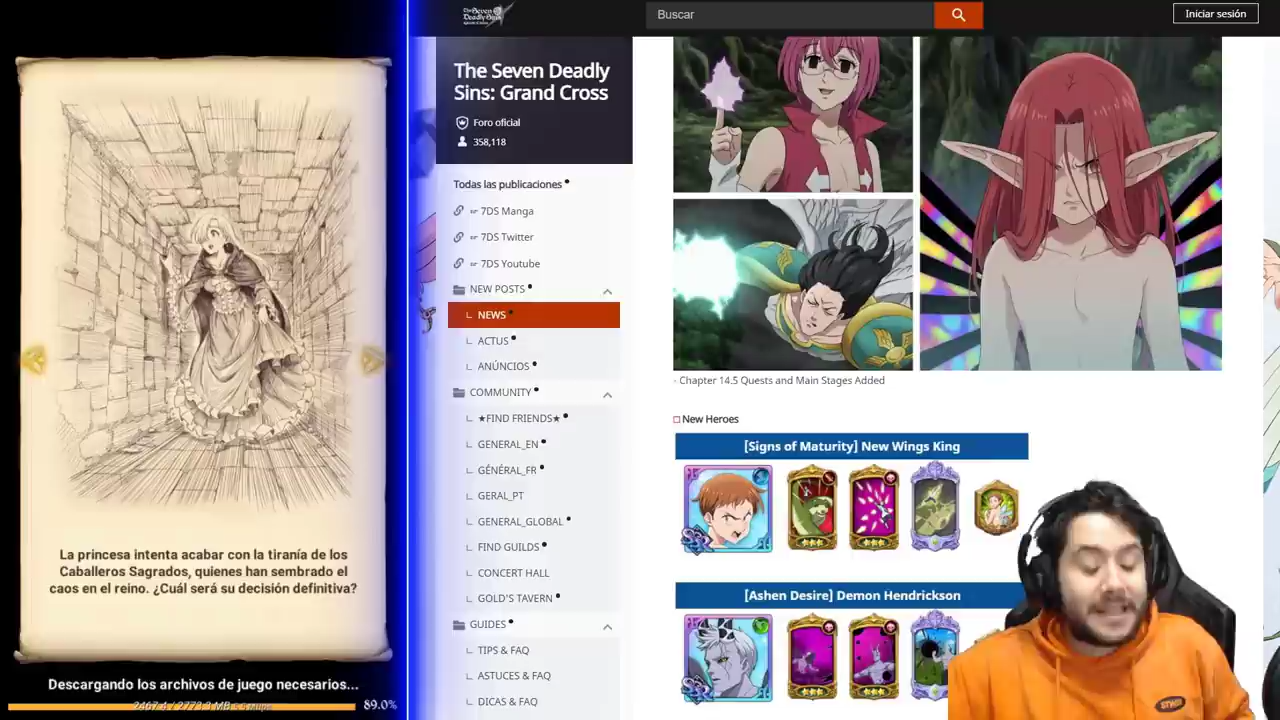 La princesa intenta acabar con la tiranía de los
Caballeros Sagrados, quienes han sembrado el
caos en el reino. ¿Cuál será su decisión definitiva?
Descargando los archivos de juego necesarios...
89.0%
Buscar
Iniciar sesión
The Seven Deadly
Sins: Grand Cross
Foro oficial
358,118
Todas las publicaciones
7DS Manga
7DS Twitter
7DS Youtube
NEW POSTS
NEWS
ACTUS
ANÚNCIOS
COMMUNITY
★FIND FRIENDS★
GENERAL_EN
GÉNÉRAL_FR
GERAL_PT
GENERAL_GLOBAL
FIND GUILDS
CONCERT HALL
GOLD'S TAVERN
GUIDES
TIPS & FAQ
ASTUCES & FAQ
DICAS & FAQ
Chapter 14.5 Quests and Main Stages Added
New Heroes
[Signs of Maturity] New Wings King
[Ashen Desire] Demon Hendrickson